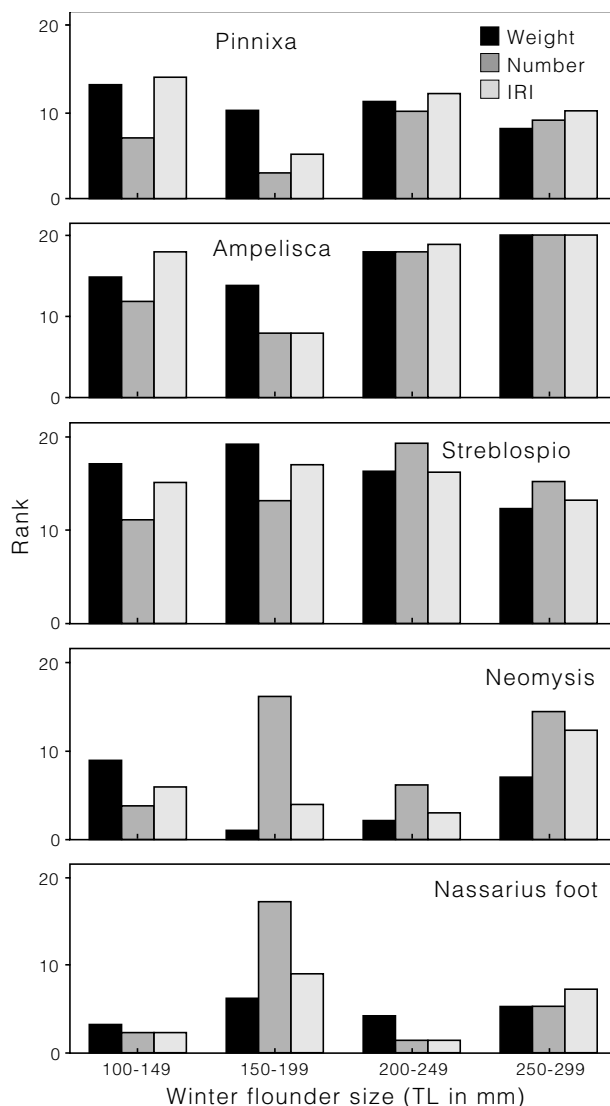 20
Pinnixa
Weight
Number
IRI
10
0
20
Ampelisca
10
0
20
Streblospio
10
0
Rank
20
Neomysis
10
0
20
Nassarius foot
10
0
100-149 150-199 200-249 250-299
Winter flounder size (TL in mm)